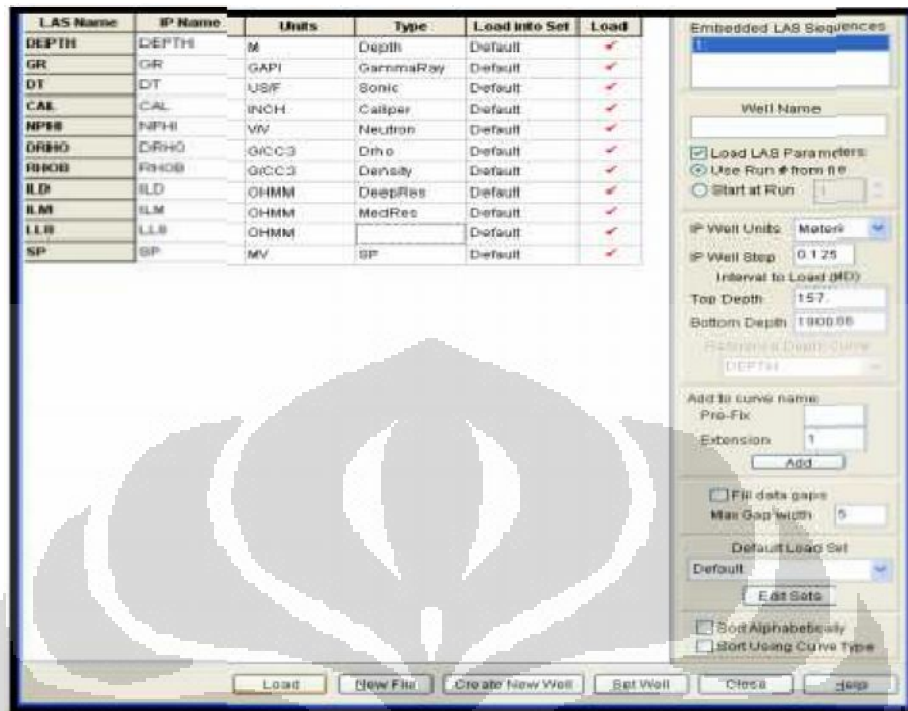 LAS Name IP Name Units Type Load into Set Load
DEPTH DEPTH M Depth Default
GR GR GAPI GammaRay Default
DT DT US/F Sonic Default
CAL CAL INCH Caliper Default
NPHI NPHI V/V Neutron Default
DRHO DRHO G/CC3 Drho Default
RHOB RHOB G/CC3 Density Default
ILD ILD OHMM DeepRes Default
ILM ILM OHMM MedRes Default
LL8 LL8 OHMM Default
SP SP MV SP Default
Embedded LAS Sequences
1:
Well Name
Load LAS Parameters
Use Run # from file
Start at Run 1
IP Well Units Meters
IP Well Step 0.125
Interval to Load (MD)
Top Depth 157.
Bottom Depth
Reference Depth Curve
DEPTH
Add to curve name
Pre-Fix
Extension 1
Add
Fill data gaps
Max Gap width 5
Default Load Set
Default
Edit Sets
Sort Alphabetically
Sort Using Curve Type
Load New File Create New Well Set Well Close Help